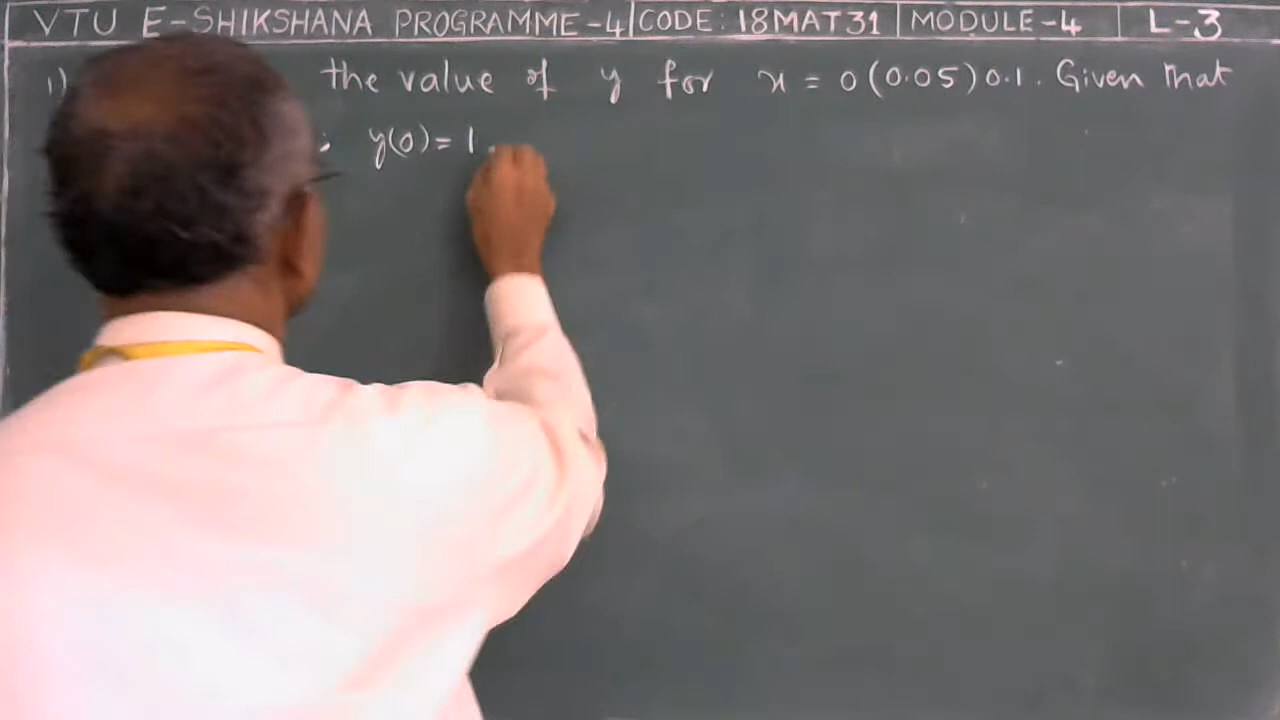 VTU E-SHIKSHANA PROGRAMME-4 CODE: 18MAT31 MODULE-4 L-3
1) the value of y for x = 0(0.05)0.1. Given that
; y(0)=1.